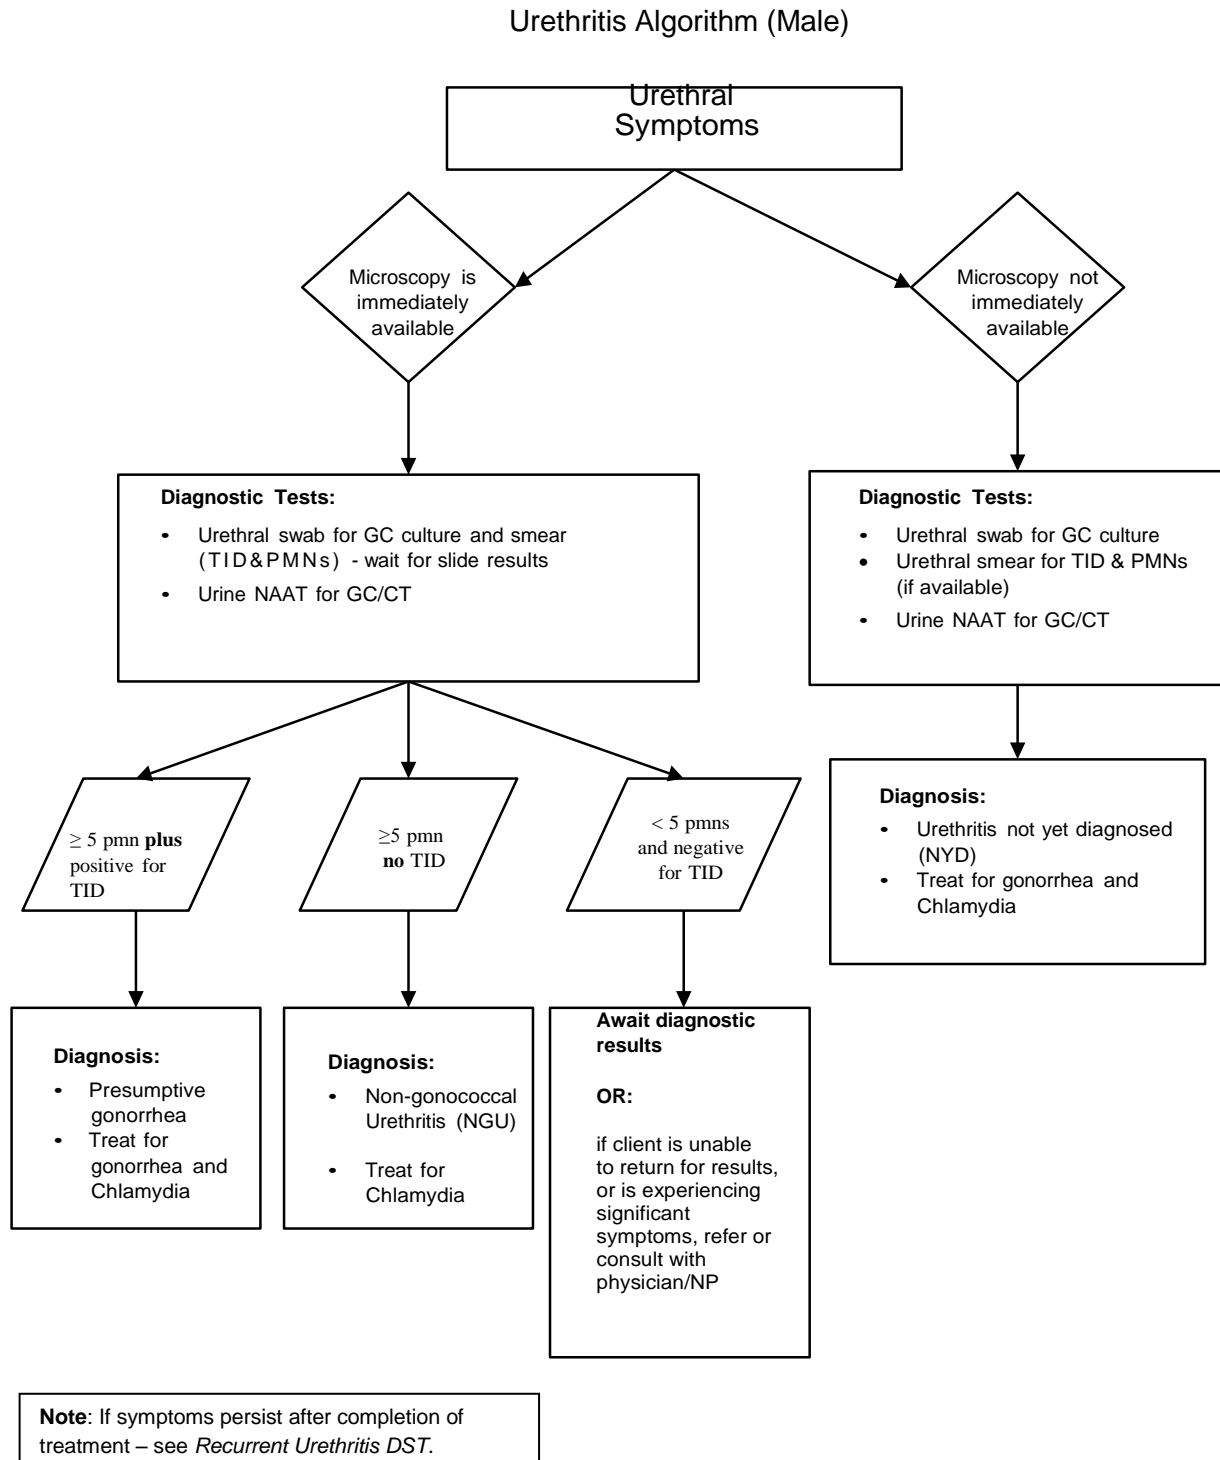 Urethritis Algorithm (Male)
Urethral
Symptoms
Microscopy is
immediately
available
Microscopy not
immediately
available
Diagnostic Tests:
• Urethral swab for GC culture and smear
(TID&PMNs) - wait for slide results
• Urine NAAT for GC/CT
Diagnostic Tests:
• Urethral swab for GC culture
• Urethral smear for TID & PMNs
(if available)
• Urine NAAT for GC/CT
≥ 5 pmn plus
positive for
TID
≥5 pmn
no TID
< 5 pmns
and negative
for TID
Diagnosis:
• Urethritis not yet diagnosed
(NYD)
• Treat for gonorrhea and
Chlamydia
Diagnosis:
• Presumptive
gonorrhea
• Treat for
gonorrhea and
Chlamydia
Diagnosis:
• Non-gonococcal
Urethritis (NGU)
• Treat for
Chlamydia
Await diagnostic
results
OR:
if client is unable
to return for results,
or is experiencing
significant
symptoms, refer or
consult with
physician/NP
Note: If symptoms persist after completion of
treatment – see Recurrent Urethritis DST.